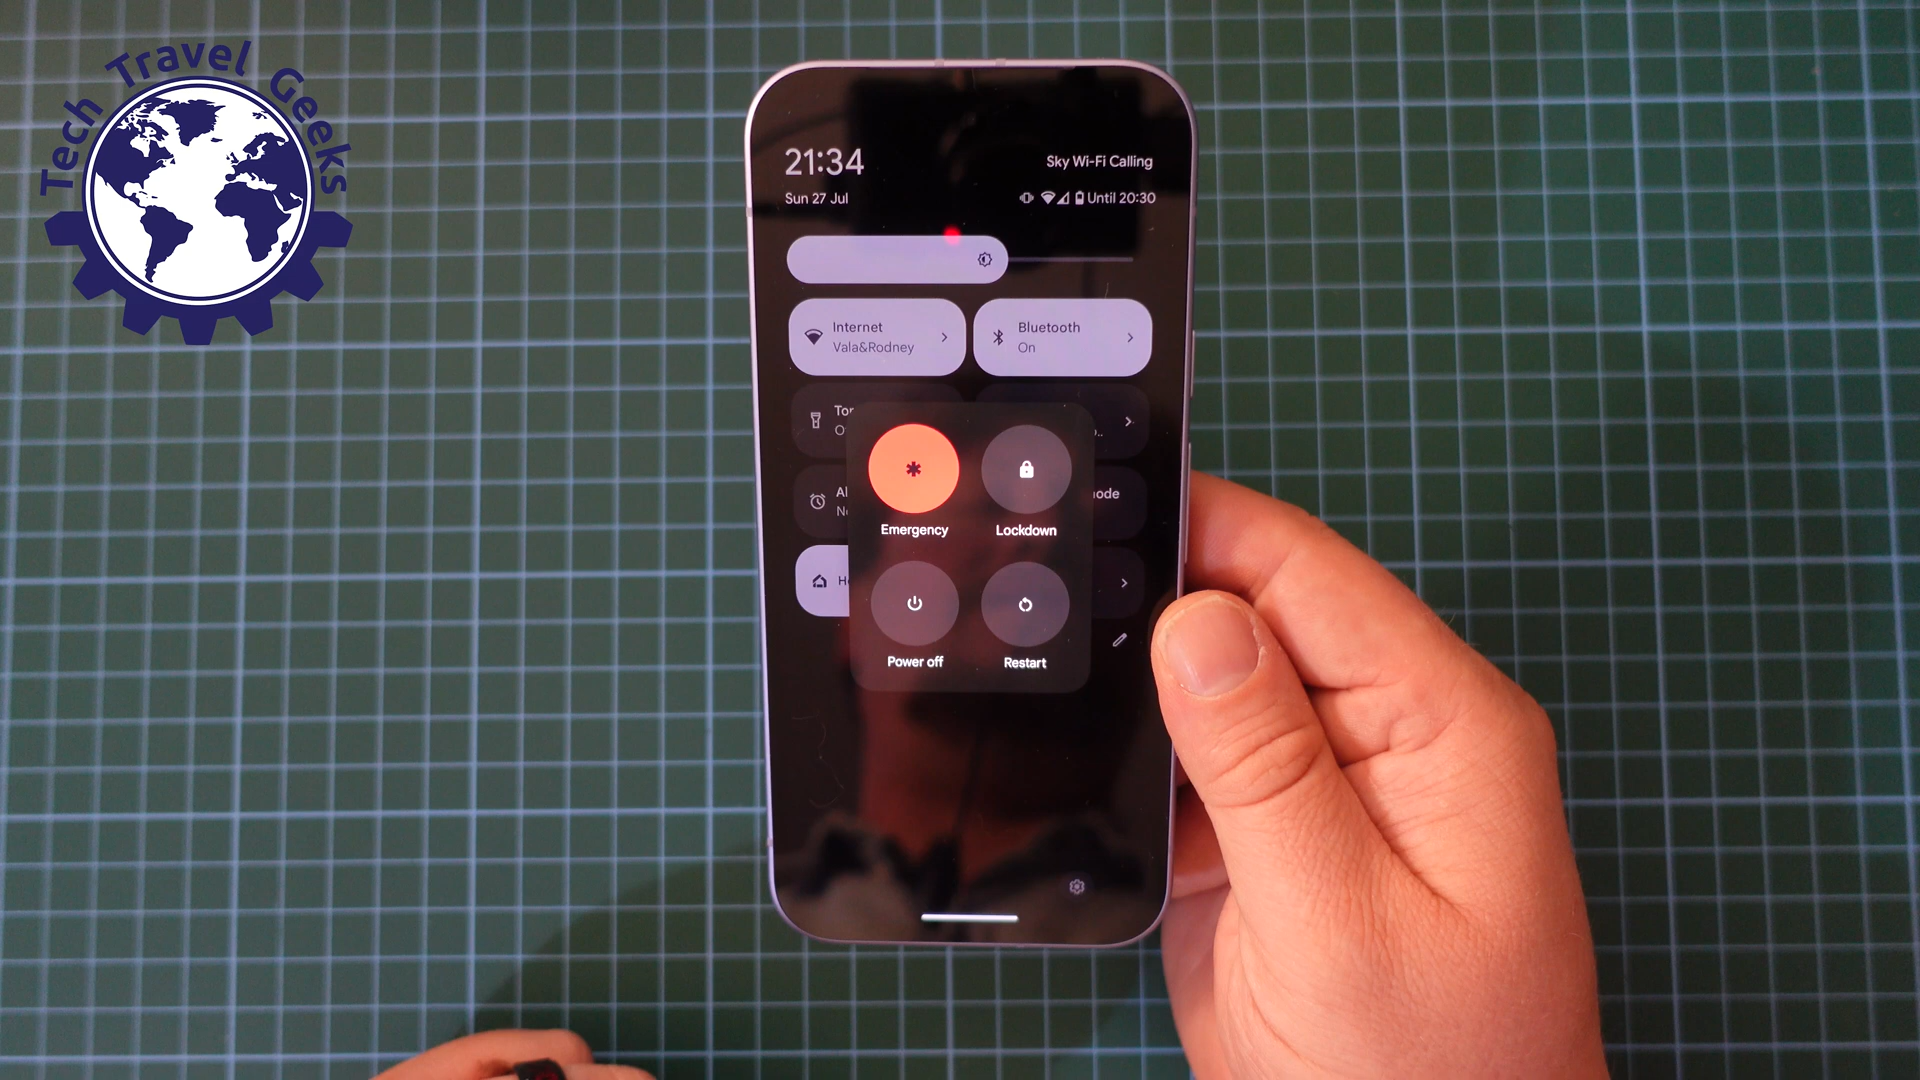 Tech Travel Geeks
21:34
Sky Wi-Fi Calling
Sun 27 Jul
Until 20:30
Internet
Vala&Rodney
Bluetooth
On
Emergency
Lockdown
Power off
Restart